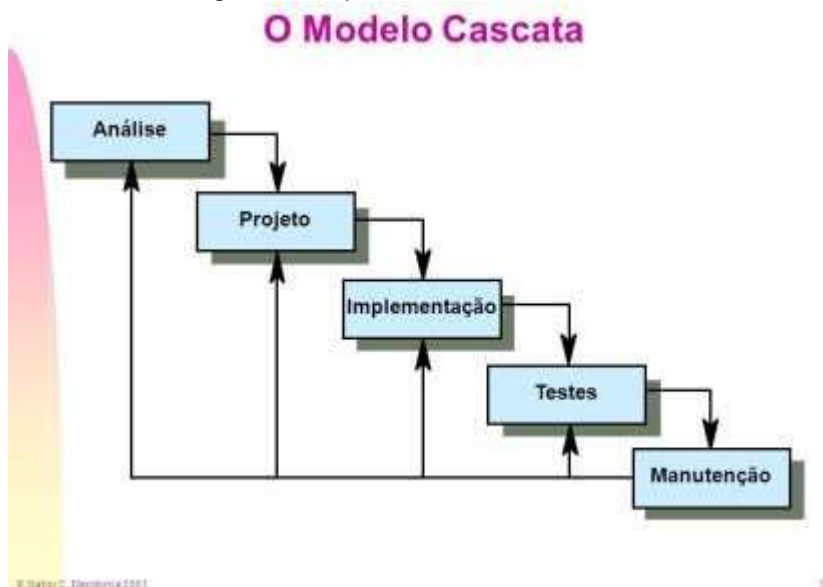 O Modelo Cascata
Análise
Projeto
Implementação
Testes
Manutenção